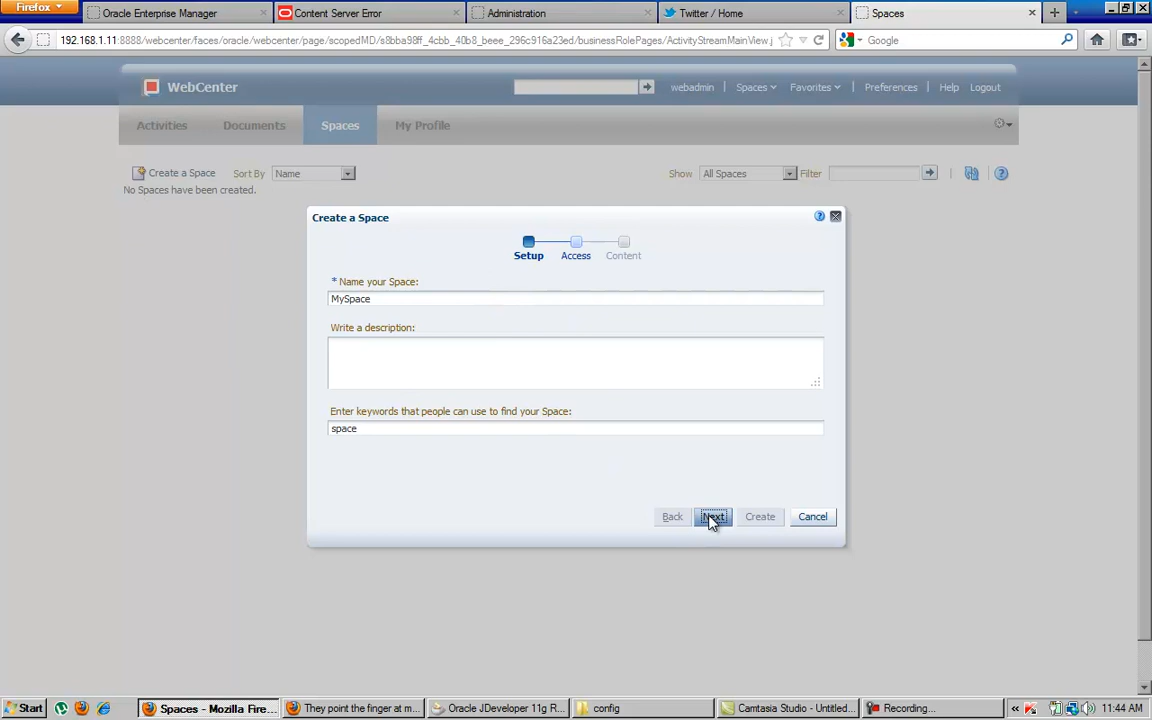 Firefox
Oracle Enterprise Manager
Content Server Error
Administration
Twitter / Home
Spaces
192.168.1.11:8888/webcenter/faces/oracle/webcenter/page/scopedMD/s8bba98ff_4cbb_40b8_beee_296c916a23ed/businessRolePages/ActivityStreamMainView.j
Google
WebCenter
webadmin
Spaces
Favorites
Preferences
Help
Logout
Activities
Documents
Spaces
My Profile
Create a Space
Sort By
Name
Show
All Spaces
Filter
No Spaces have been created.
Create a Space
Setup
Access
Content
* Name your Space:
MySpace
Write a description:
Enter keywords that people can use to find your Space:
space
Back
Next
Create
Cancel
Start
Spaces - Mozilla Fire...
They point the finger at m...
Oracle JDeveloper 11g R...
config
Camtasia Studio - Untitled...
Recording...
11:44 AM